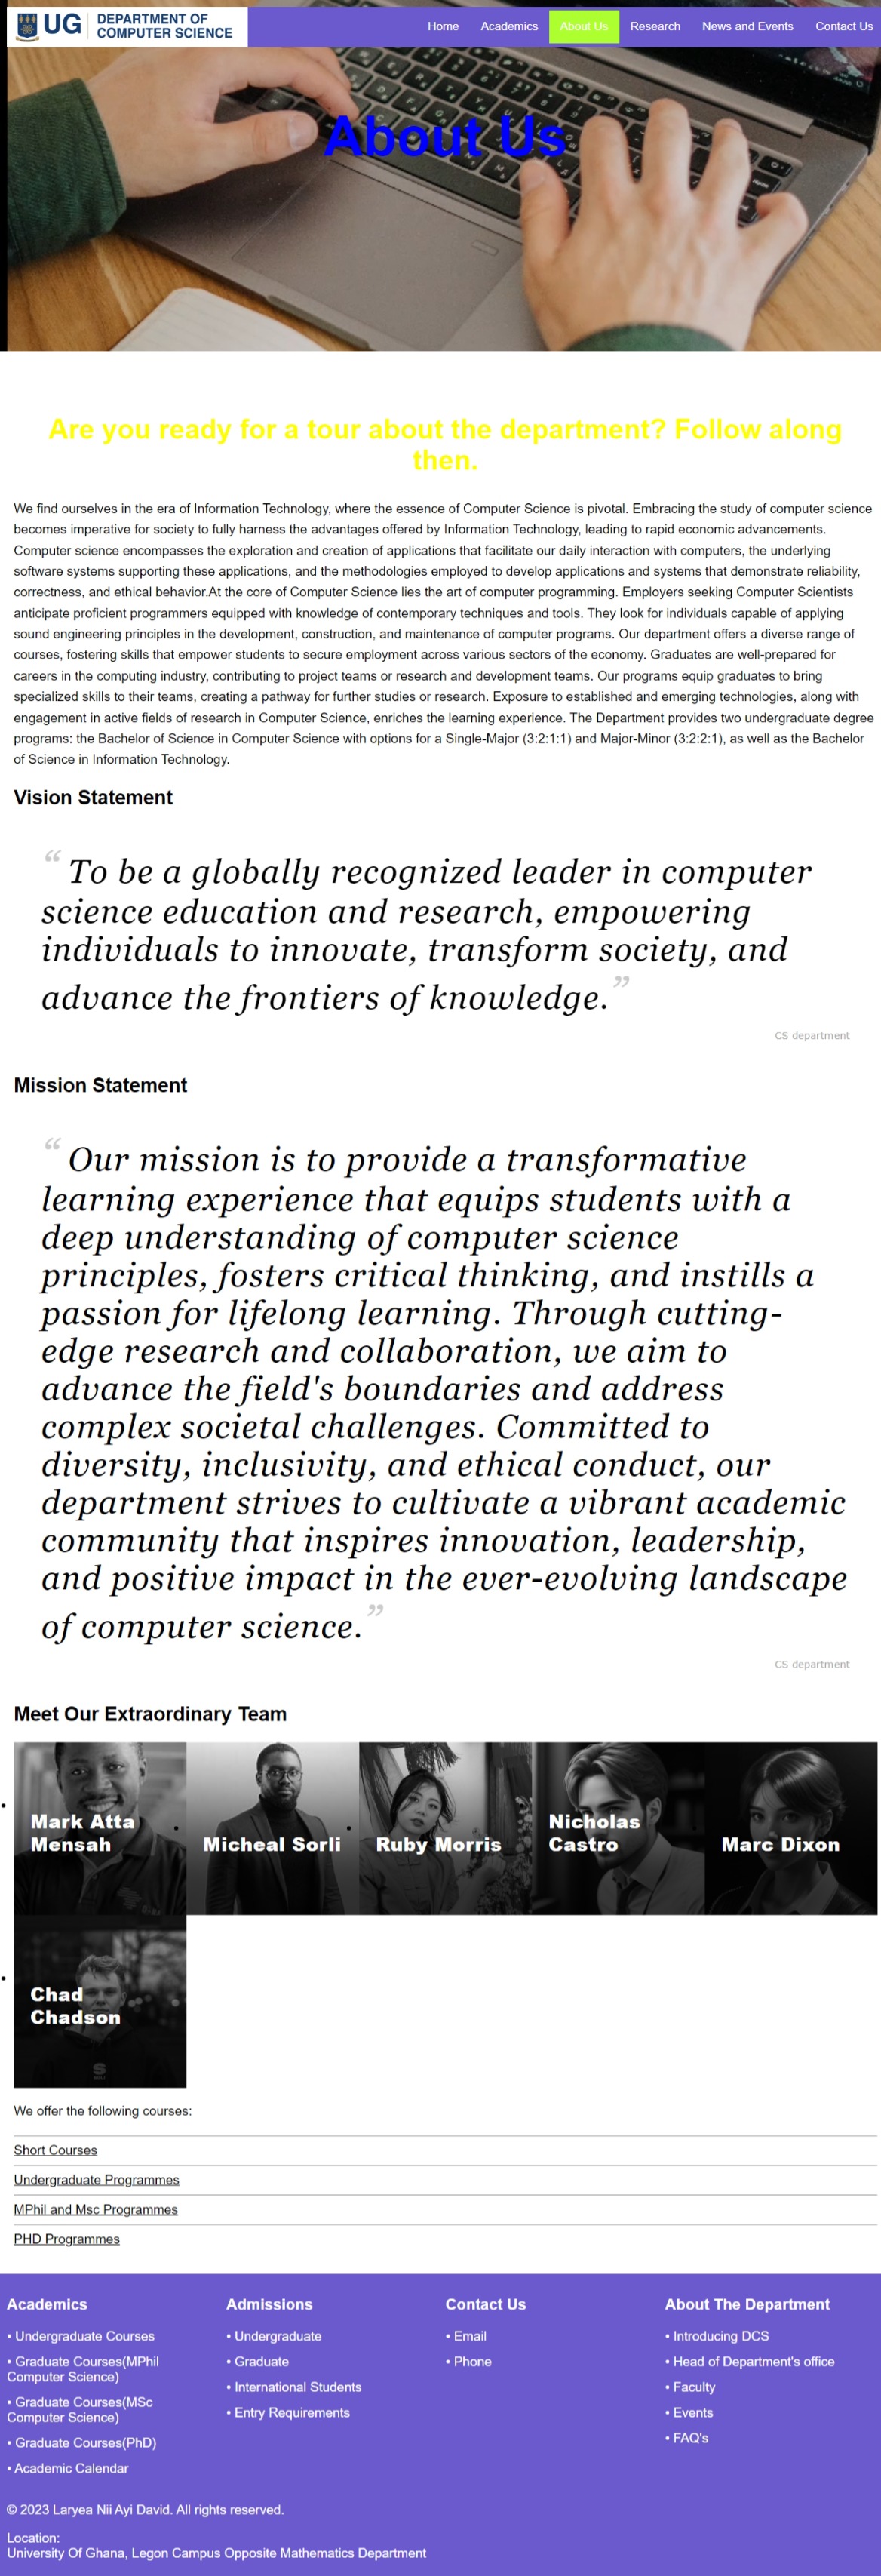 UG DEPARTMENT OF
COMPUTER SCIENCE
Home Academics About Us Research News and Events Contact Us
About Us
Are you ready for a tour about the department? Follow along
then.
We find ourselves in the era of Information Technology, where the essence of Computer Science is pivotal. Embracing the study of computer science
becomes imperative for society to fully harness the advantages offered by Information Technology, leading to rapid economic advancements.
Computer science encompasses the exploration and creation of applications that facilitate our daily interaction with computers, the underlying
software systems supporting these applications, and the methodologies employed to develop applications and systems that demonstrate reliability,
correctness, and ethical behavior.At the core of Computer Science lies the art of computer programming. Employers seeking Computer Scientists
anticipate proficient programmers equipped with knowledge of contemporary techniques and tools. They look for individuals capable of applying
sound engineering principles in the development, construction, and maintenance of computer programs. Our department offers a diverse range of
courses, fostering skills that empower students to secure employment across various sectors of the economy. Graduates are well-prepared for
careers in the computing industry, contributing to project teams or research and development teams. Our programs equip graduates to bring
specialized skills to their teams, creating a pathway for further studies or research. Exposure to established and emerging technologies, along with
engagement in active fields of research in Computer Science, enriches the learning experience. The Department provides two undergraduate degree
programs: the Bachelor of Science in Computer Science with options for a Single-Major (3:2:1:1) and Major-Minor (3:2:2:1), as well as the Bachelor
of Science in Information Technology.
Vision Statement
“ To be a globally recognized leader in computer
science education and research, empowering
individuals to innovate, transform society, and
advance the frontiers of knowledge.”
CS department
Mission Statement
“ Our mission is to provide a transformative
learning experience that equips students with a
deep understanding of computer science
principles, fosters critical thinking, and instills a
passion for lifelong learning. Through cutting-
edge research and collaboration, we aim to
advance the field's boundaries and address
complex societal challenges. Committed to
diversity, inclusivity, and ethical conduct, our
department strives to cultivate a vibrant academic
community that inspires innovation, leadership,
and positive impact in the ever-evolving landscape
of computer science.”
CS department
Meet Our Extraordinary Team
Mark Atta
Mensah
Micheal Sorli
Ruby Morris
Nicholas
Castro
Marc Dixon
Chad
Chadson
We offer the following courses:
Short Courses
Undergraduate Programmes
MPhil and Msc Programmes
PHD Programmes
Academics
• Undergraduate Courses
• Graduate Courses(MPhil
Computer Science)
• Graduate Courses(MSc
Computer Science)
• Graduate Courses(PhD)
• Academic Calendar
Admissions
• Undergraduate
• Graduate
• International Students
• Entry Requirements
Contact Us
• Email
• Phone
About The Department
• Introducing DCS
• Head of Department's office
• Faculty
• Events
• FAQ's
© 2023 Laryea Nii Ayi David. All rights reserved.
Location:
University Of Ghana, Legon Campus Opposite Mathematics Department